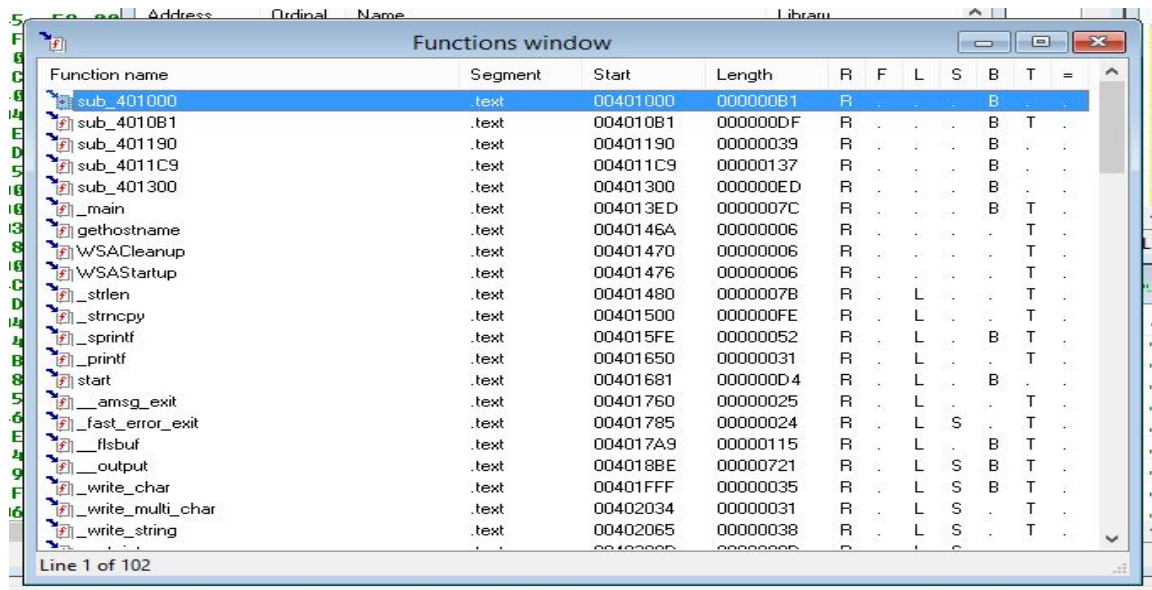 Address Ordinal Name Library
Functions window
Function name Segment Start Length R F L S B T =
sub_401000 .text 00401000 000000B1 R . . . B . .
sub_4010B1 .text 004010B1 000000DF R . . . B T .
sub_401190 .text 00401190 00000039 R . . . B . .
sub_4011C9 .text 004011C9 00000137 R . . . B . .
sub_401300 .text 00401300 000000ED R . . . B . .
_main .text 004013ED 0000007C R . . . B T .
gethostname .text 0040146A 00000006 R . . . . T .
WSACleanup .text 00401470 00000006 R . . . . T .
WSAStartup .text 00401476 00000006 R . . . . T .
_strlen .text 00401480 0000007B R . L . . T .
_strncpy .text 00401500 000000FE R . L . . T .
_sprintf .text 004015FE 00000052 R . L . B T .
_printf .text 00401650 00000031 R . L . . T .
start .text 00401681 000000D4 R . L . B . .
__amsg_exit .text 00401760 00000025 R . L . . T .
_fast_error_exit .text 00401785 00000024 R . L S . T .
__flsbuf .text 004017A9 00000115 R . L . B T .
__output .text 004018BE 00000721 R . L S B T .
_write_char .text 00401FFF 00000035 R . L S B T .
_write_multi_char .text 00402034 00000031 R . L S . T .
_write_string .text 00402065 00000038 R . L S . T .
Line 1 of 102